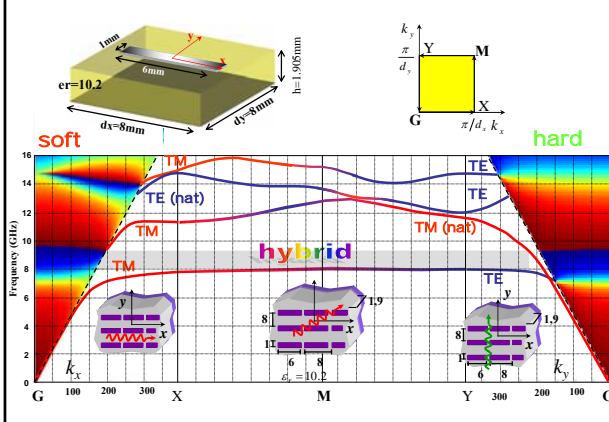 1mm
6mm
y
x
er=10.2
h=1.905mm
dx=8mm
dy=8mm
k_y
π/d_y
Y
M
G
X
π/d_x k_x
soft
hard
Frequency (GHz)
16
14
12
10
8
6
4
2
0
TM
TE (nat)
TM
TM
TE
TE
TM (nat)
TE
hybrid
y
x
y
x
1,9
8
1
6
8
ε_r = 10.2
y
x
1,9
8
1
6
8
k_x
k_y
G
100
200
300
X
M
Y
300
200
100
G